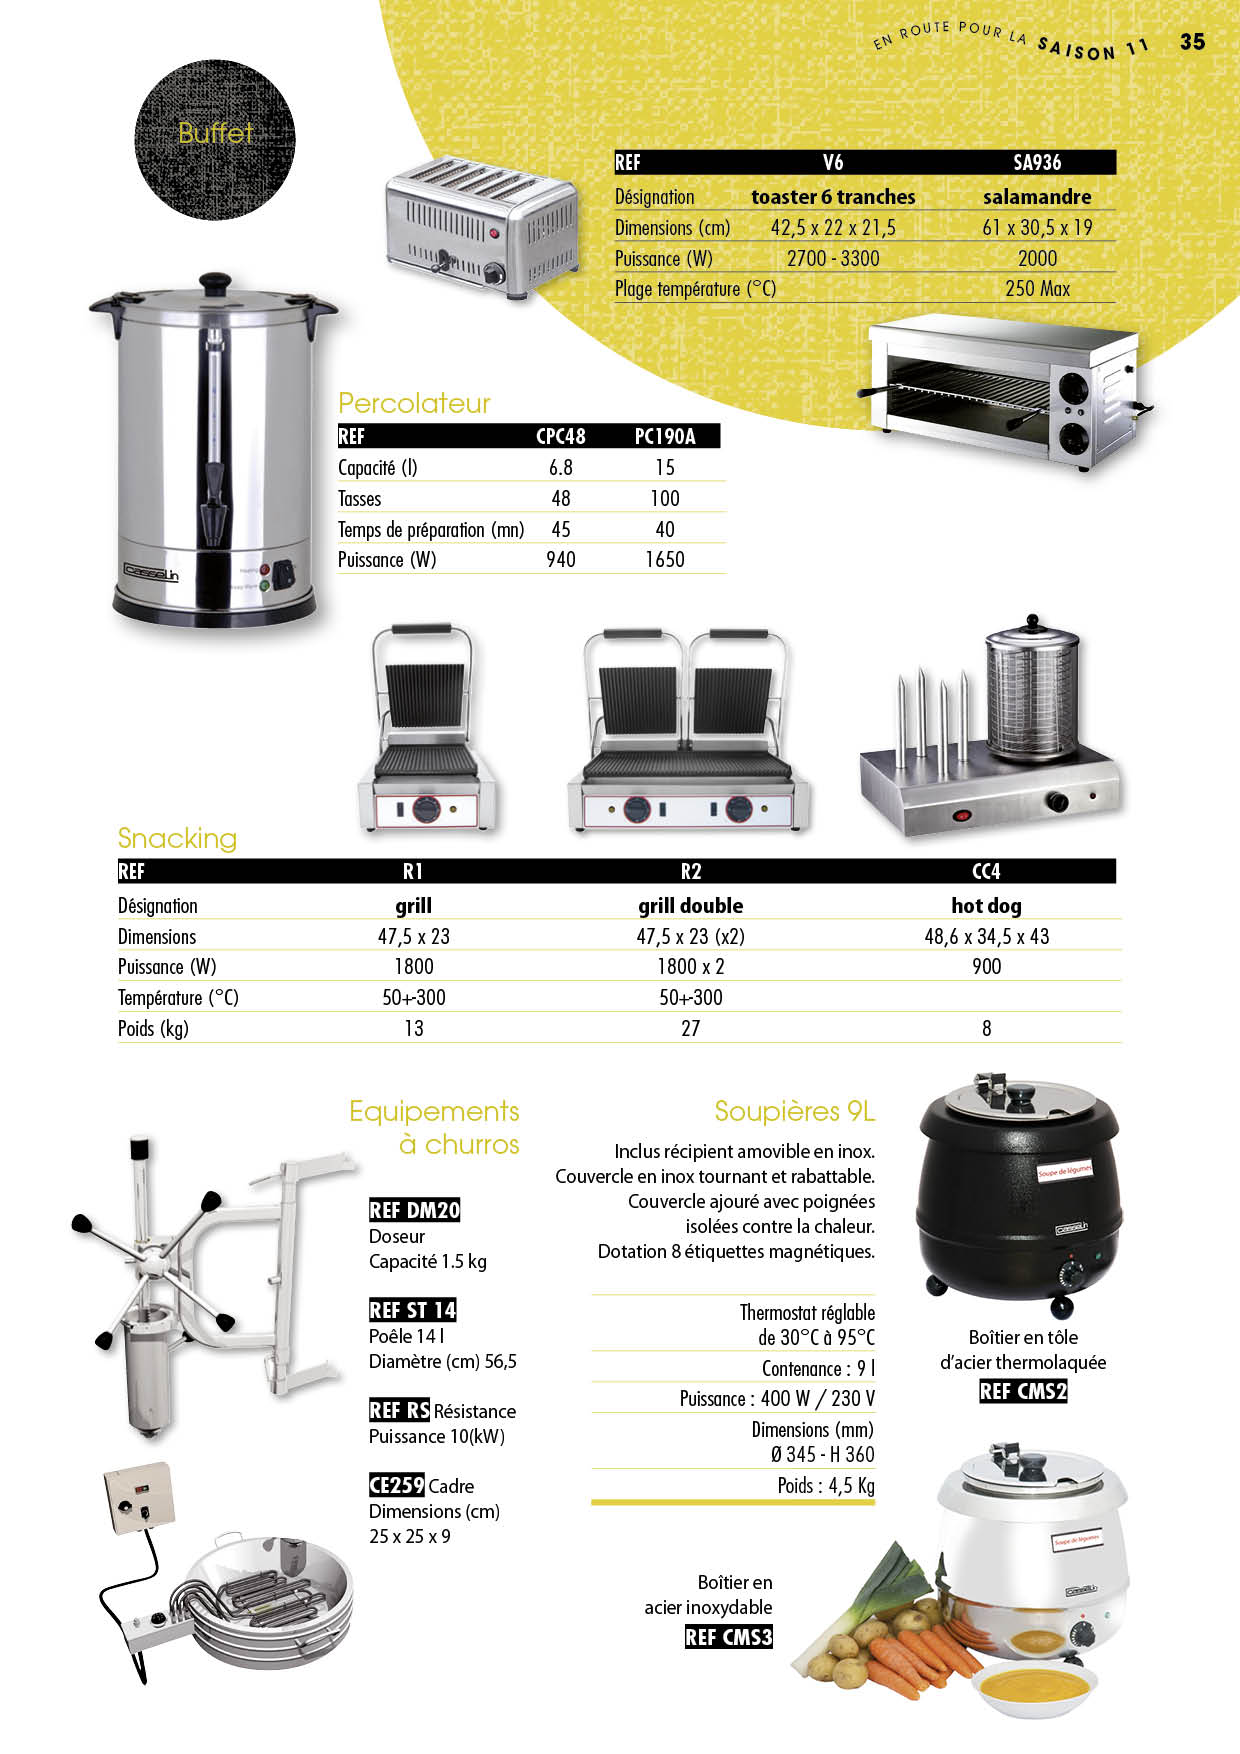 EN ROUTE POUR LA SAISON 11 35
Buffet
REF V6 SA936
Désignation toaster 6 tranches salamandre
Dimensions (cm) 42,5 x 22 x 21,5 61 x 30,5 x 19
Puissance (W) 2700 - 3300 2000
Plage température (°C) 250 Max
Percolateur
REF CPC48 PC190A
Capacité (l) 6.8 15
Tasses 48 100
Temps de préparation (mn) 45 40
Puissance (W) 940 1650
casselin
Snacking
REF R1 R2 CC4
Désignation grill grill double hot dog
Dimensions 47,5 x 23 47,5 x 23 (x2) 48,6 x 34,5 x 43
Puissance (W) 1800 1800 x 2 900
Température (°C) 50+-300 50+-300
Poids (kg) 13 27 8
Equipements
à churros
REF DM20
Doseur
Capacité 1.5 kg
REF ST 14
Poêle 14 l
Diamètre (cm) 56,5
REF RS Résistance
Puissance 10(kW)
CE259 Cadre
Dimensions (cm)
25 x 25 x 9
Soupières 9L
Inclus récipient amovible en inox.
Couvercle en inox tournant et rabattable.
Couvercle ajouré avec poignées
isolées contre la chaleur.
Dotation 8 étiquettes magnétiques.
Thermostat réglable
de 30°C à 95°C
Contenance : 9 l
Puissance : 400 W / 230 V
Dimensions (mm)
Ø 345 - H 360
Poids : 4,5 Kg
Soupe de légumes
casselin
Boîtier en tôle
d'acier thermolaquée
REF CMS2
Soupe de légumes
casselin
Boîtier en
acier inoxydable
REF CMS3